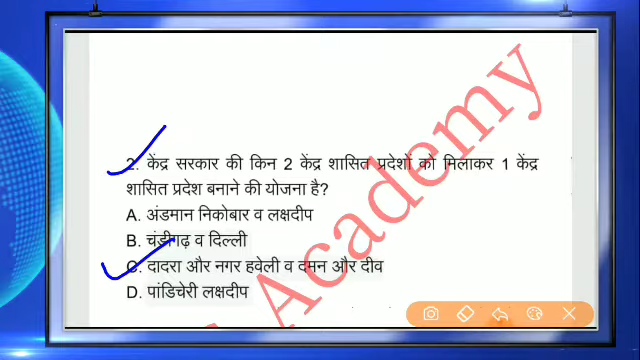 2. केंद्र सरकार की किन 2 केंद्र शासित प्रदेशों को मिलाकर 1 केंद्र
शासित प्रदेश बनाने की योजना है?
A. अंडमान निकोबार व लक्षदीप
B. चंडीगढ़ व दिल्ली
C. दादरा और नगर हवेली व दमन और दीव
D. पांडिचेरी लक्षदीप
Academy